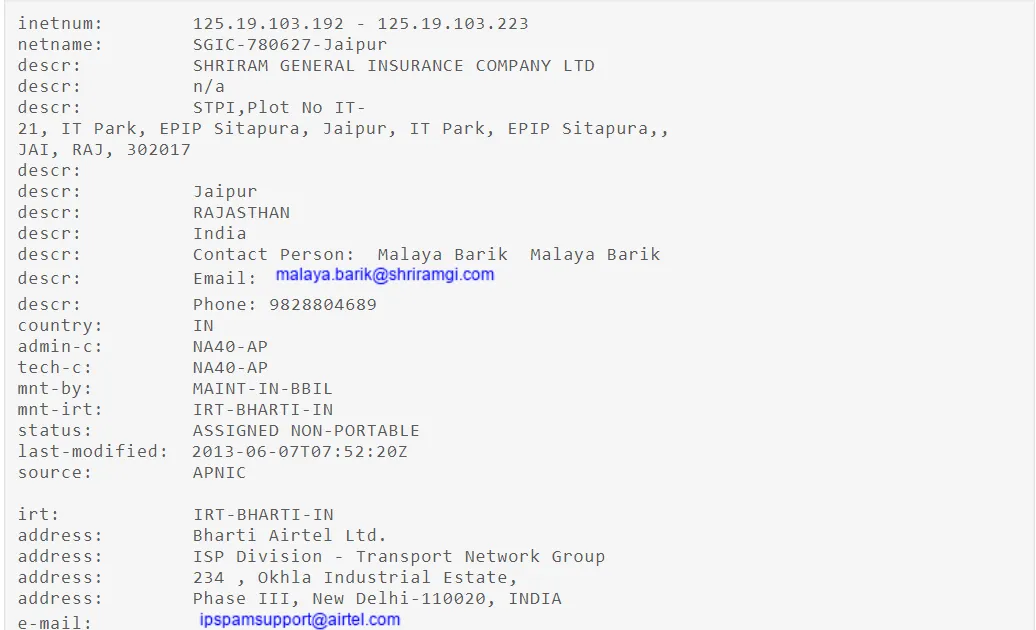 inetnum: 125.19.103.192 - 125.19.103.223
netname: SGIC-780627-Jaipur
descr: SHRIRAM GENERAL INSURANCE COMPANY LTD
descr: n/a
descr: STPI,Plot No IT-
21, IT Park, EPIP Sitapura, Jaipur, IT Park, EPIP Sitapura,,
JAI, RAJ, 302017
descr:
descr: Jaipur
descr: RAJASTHAN
descr: India
descr: Contact Person: Malaya Barik Malaya Barik
descr: Email: malaya.barik@shriramgi.com
descr: Phone: 9828804689
country: IN
admin-c: NA40-AP
tech-c: NA40-AP
mnt-by: MAINT-IN-BBIL
mnt-irt: IRT-BHARTI-IN
status: ASSIGNED NON-PORTABLE
last-modified: 2013-06-07T07:52:20Z
source: APNIC
irt: IRT-BHARTI-IN
address: Bharti Airtel Ltd.
address: ISP Division - Transport Network Group
address: 234 , Okhla Industrial Estate,
address: Phase III, New Delhi-110020, INDIA
e-mail: ipspamsupport@airtel.com